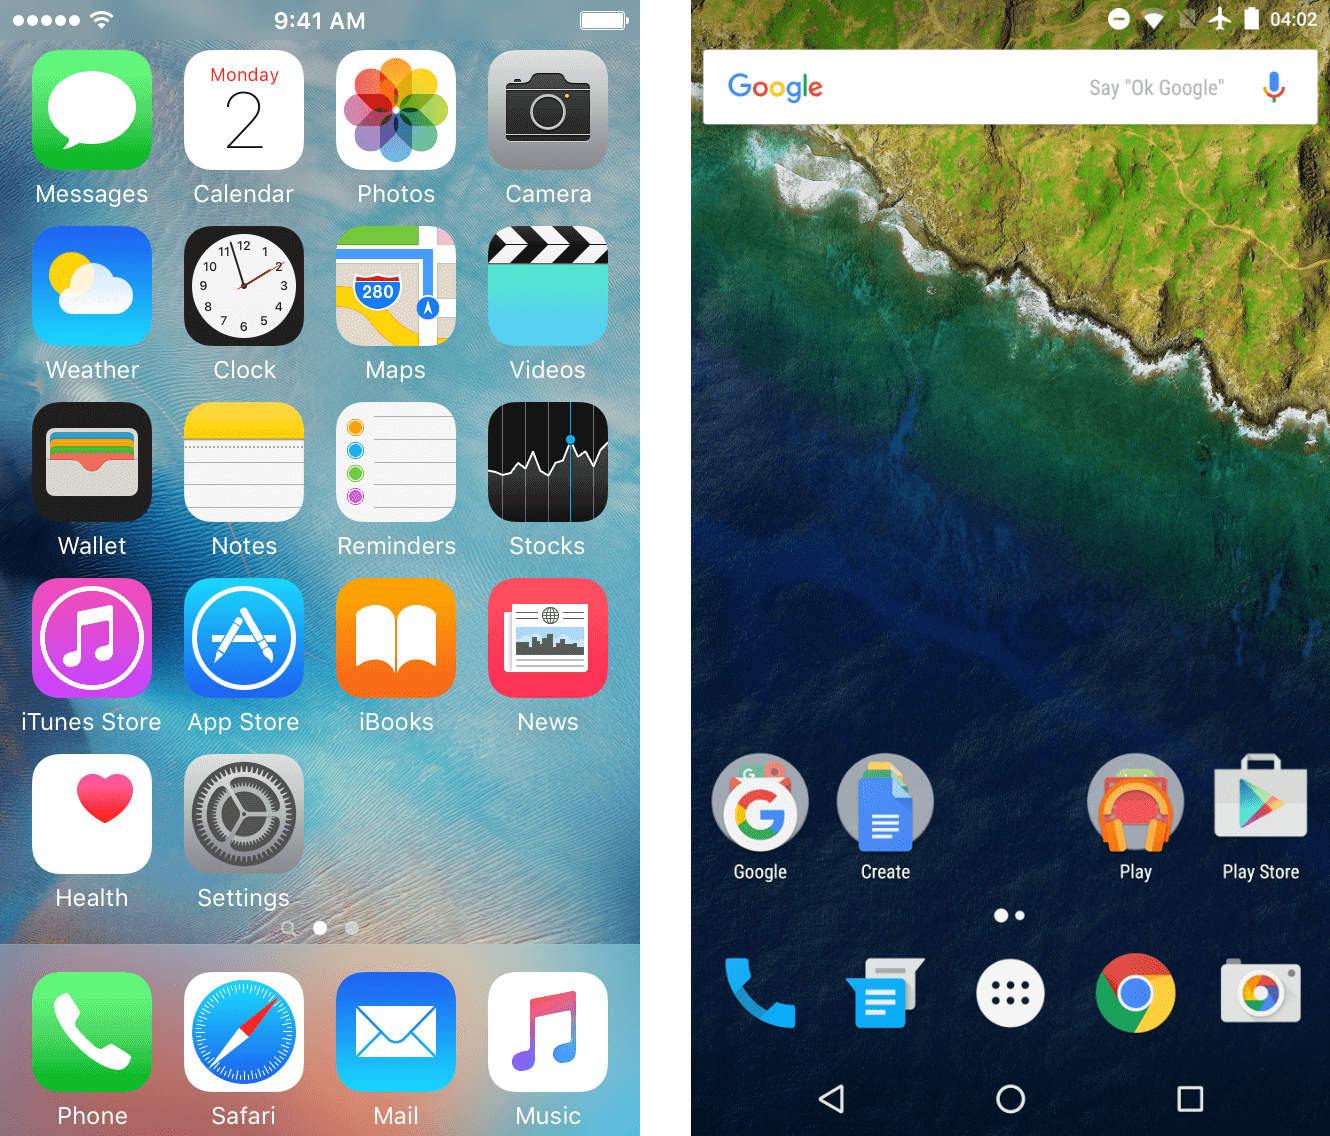 9:41 AM
Monday
2
Messages
Calendar
Photos
Camera
12
1
2
3
4
5
6
7
8
9
10
11
280
Weather
Clock
Maps
Videos
Wallet
Notes
Reminders
Stocks
iTunes Store
App Store
iBooks
News
Health
Settings
Phone
Safari
Mail
Music
04:02
Google
Say "Ok Google"
G
G
Google
Create
Play
Play Store